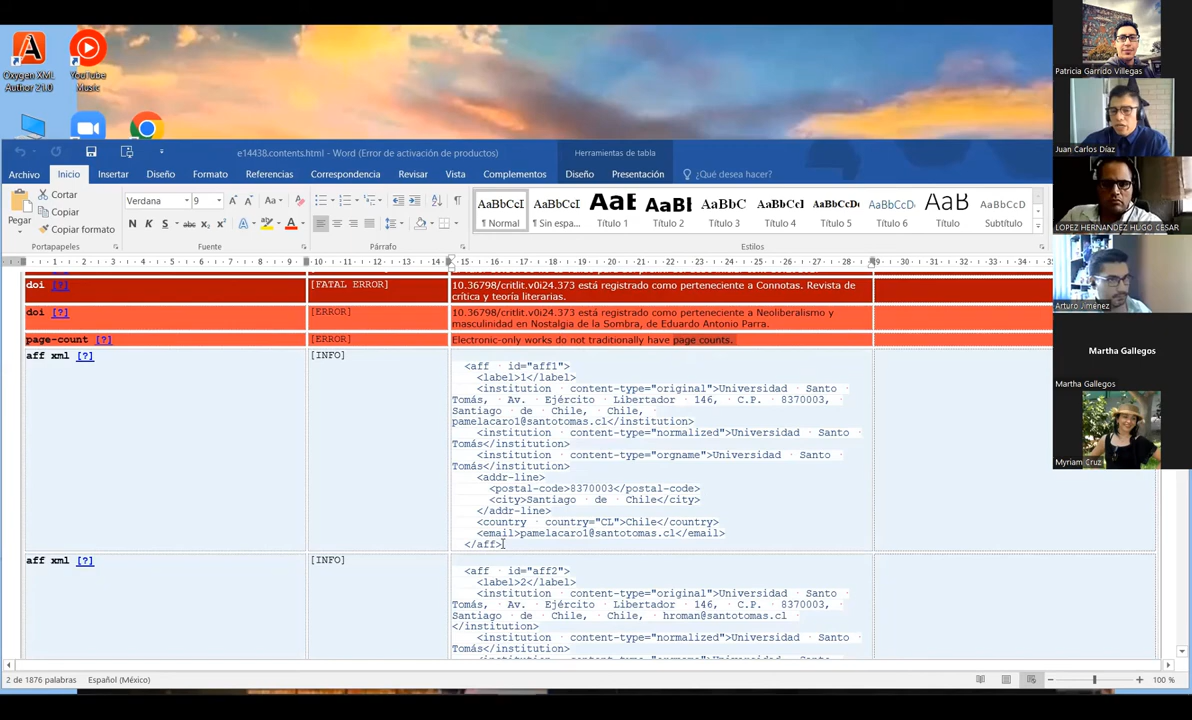 Oxygen XML
Author 21.0
YouTube
Music
e14438.contents.html - Word (Error de activación de productos)
Herramientas de tabla
Archivo
Inicio
Insertar
Diseño
Formato
Referencias
Correspondencia
Revisar
Vista
Complementos
Diseño
Presentación
¿Qué desea hacer?
Pegar
Cortar
Copiar
Copiar formato
Portapapeles
Verdana
9
Fuente
Párrafo
AaBbCcI
¶ Normal
AaBbCcDc
¶ Sin espa...
AaE
Título 1
AaBb
Título 2
AaBbCcD
Título 3
AaBbCcDc
Título 4
AaBbCcDc
Título 5
AaBbCcDc
Título 6
AaB
Título
AaBbCcDc
Subtítulo
Estilos
doi [?]
[FATAL ERROR]
10.36798/critlit.v0i24.373 está registrado como perteneciente a Connotas. Revista de
crítica y teoría literarias.
doi [?]
[ERROR]
10.36798/critlit.v0i24.373 está registrado como perteneciente a Neoliberalismo y
masculinidad en Nostalgia de la Sombra, de Eduardo Antonio Parra.
page-count [?]
[ERROR]
Electronic-only works do not traditionally have page counts.
aff xml [?]
[INFO]
<aff · id="aff1">
<label>1</label>
<institution · content-type="original">Universidad · Santo ·
Tomás, · Av. · Ejército · Libertador · 146, · C.P. · 8370003, ·
Santiago · de · Chile, · Chile, ·
pamelacaro1@santotomas.cl</institution>
<institution · content-type="normalized">Universidad · Santo ·
Tomás</institution>
<institution · content-type="orgname">Universidad · Santo ·
Tomás</institution>
<addr-line>
<postal-code>8370003</postal-code>
<city>Santiago · de · Chile</city>
</addr-line>
<country · country="CL">Chile</country>
<email>pamelacaro1@santotomas.cl</email>
</aff>
aff xml [?]
[INFO]
<aff · id="aff2">
<label>2</label>
<institution · content-type="original">Universidad · Santo ·
Tomás, · Av. · Ejército · Libertador · 146, · C.P. · 8370003, ·
Santiago · de · Chile, · Chile, · hroman@santotomas.cl ·
</institution>
<institution · content-type="normalized">Universidad · Santo ·
Tomás</institution>
2 de 1876 palabras
Español (México)
100 %
Patricia Garrido Villegas
Juan Carlos Díaz
LOPEZ HERNANDEZ HUGO CESAR
Arturo Jiménez
Martha Gallegos
Martha Gallegos
Myriam Cruz